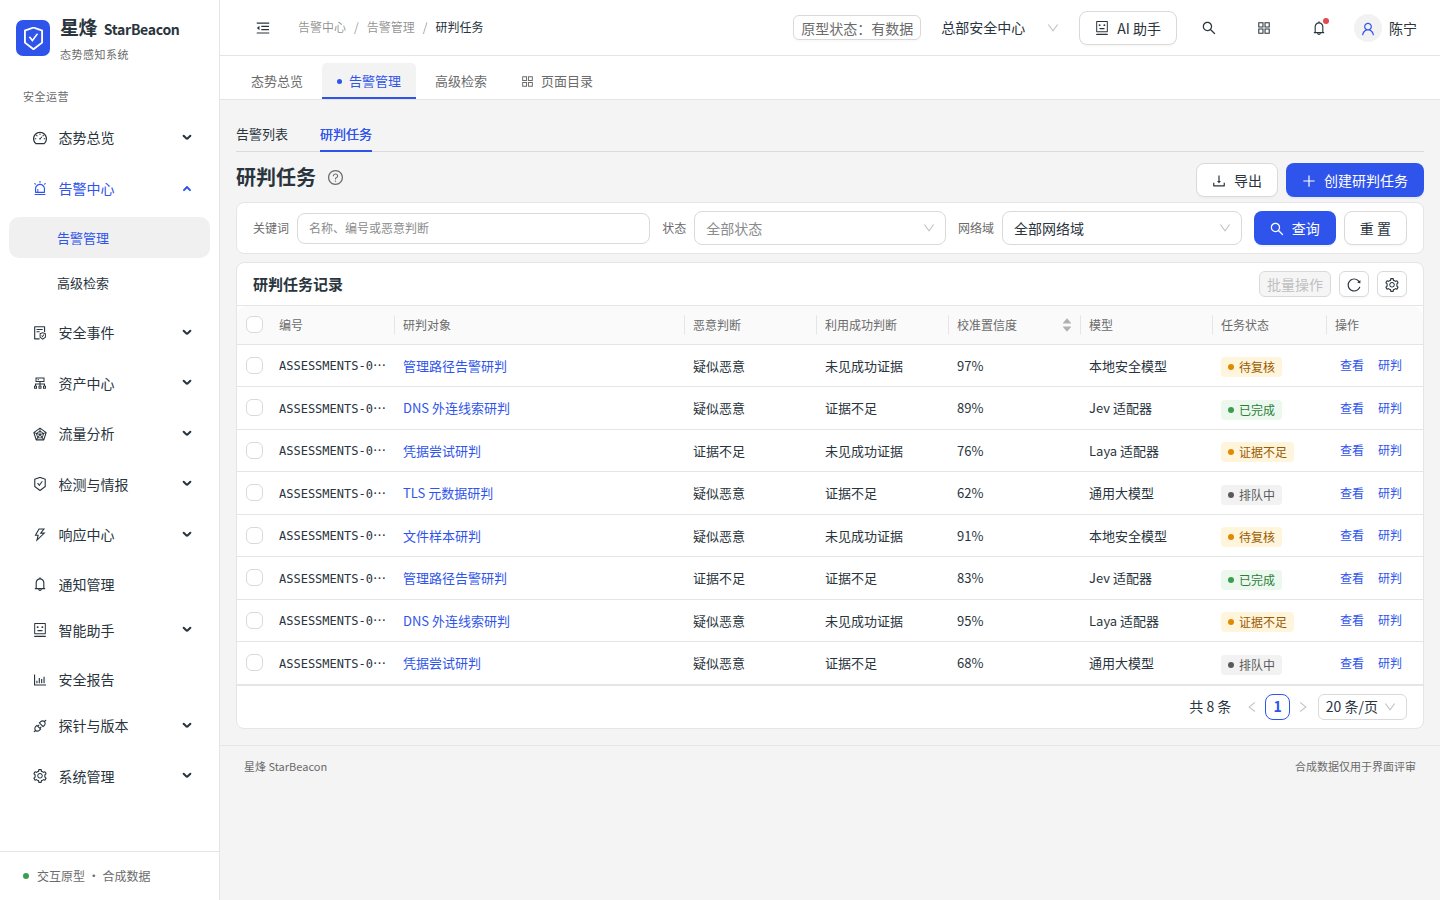 星烽 StarBeacon
态势感知系统
安全运营
态势总览
告警中心
告警管理
高级检索
安全事件
资产中心
流量分析
检测与情报
响应中心
通知管理
智能助手
安全报告
探针与版本
系统管理
交互原型 · 合成数据
告警中心 / 告警管理 / 研判任务
原型状态：有数据
总部安全中心
AI 助手
陈宁
态势总览
告警管理
高级检索
页面目录
告警列表
研判任务
研判任务
导出
创建研判任务
关键词 名称、编号或恶意判断
状态 全部状态
网络域 全部网络域
查询
重 置
研判任务记录
批量操作
编号 研判对象 恶意判断 利用成功判断 校准置信度 模型 任务状态 操作
ASSESSMENTS-0··· 管理路径告警研判 疑似恶意 未见成功证据 97% 本地安全模型 待复核 查看 研判
ASSESSMENTS-0··· DNS 外连线索研判 疑似恶意 证据不足 89% Jev 适配器 已完成 查看 研判
ASSESSMENTS-0··· 凭据尝试研判 证据不足 未见成功证据 76% Laya 适配器 证据不足 查看 研判
ASSESSMENTS-0··· TLS 元数据研判 疑似恶意 证据不足 62% 通用大模型 排队中 查看 研判
ASSESSMENTS-0··· 文件样本研判 疑似恶意 未见成功证据 91% 本地安全模型 待复核 查看 研判
ASSESSMENTS-0··· 管理路径告警研判 证据不足 证据不足 83% Jev 适配器 已完成 查看 研判
ASSESSMENTS-0··· DNS 外连线索研判 疑似恶意 未见成功证据 95% Laya 适配器 证据不足 查看 研判
ASSESSMENTS-0··· 凭据尝试研判 疑似恶意 证据不足 68% 通用大模型 排队中 查看 研判
共 8 条 < 1 > 20 条/页
星烽 StarBeacon
合成数据仅用于界面评审